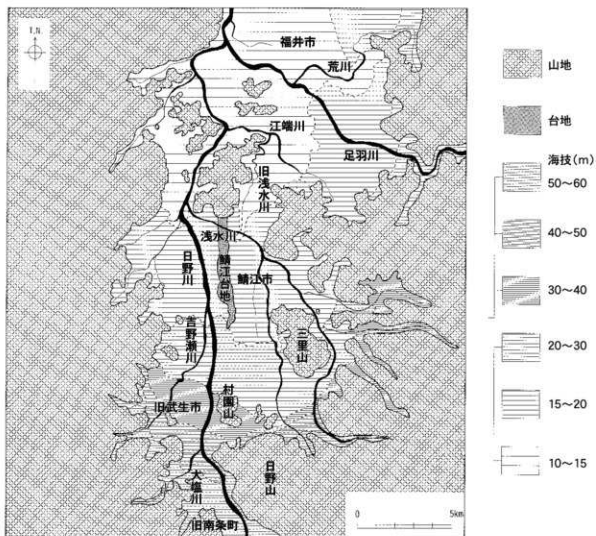 T.N.
福井市
荒川
江端川
足羽川
旧浅水川
浅水川
鯖江台地
鯖江市
日野川
吉野瀬川
三里山
旧武生市
村国山
大塩川
日野山
旧南条町
0 5km
山地
台地
海抜(m)
50〜60
40〜50
30〜40
20〜30
15〜20
10〜15